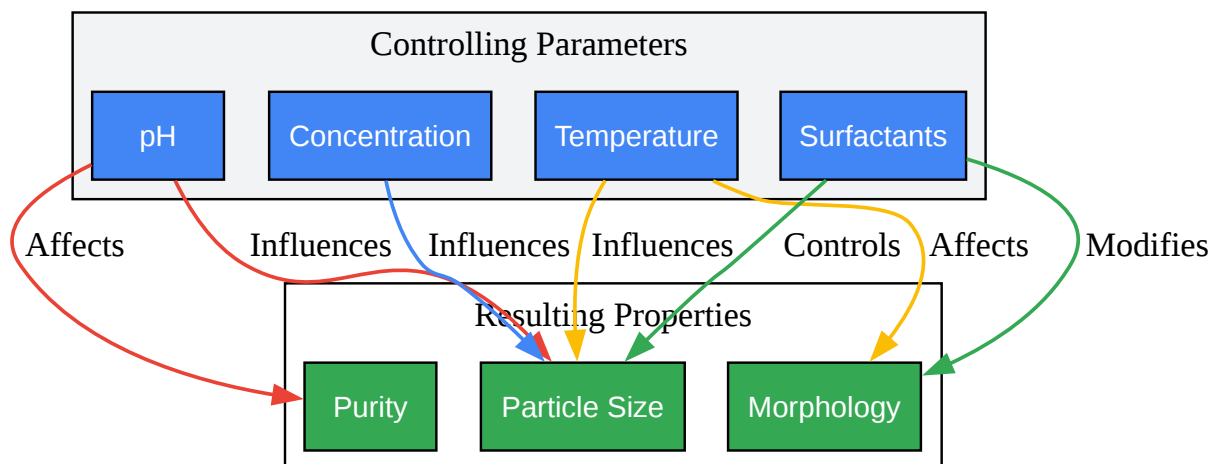 Controlling Parameters
pH
Concentration
Temperature
Surfactants
Affects
Influences
Influences
Influences
Controls
Affects
Modifies
Resulting Properties
Purity
Particle Size
Morphology